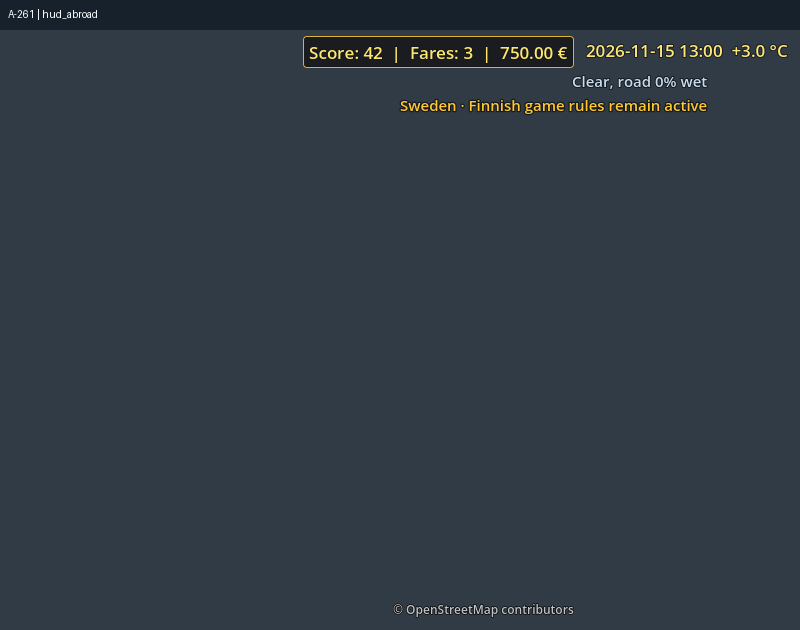 A-261 | hud_abroad
Score: 42 | Fares: 3 | 750.00 € 2026-11-15 13:00 +3.0 °C
Clear, road 0% wet
Sweden · Finnish game rules remain active
© OpenStreetMap contributors